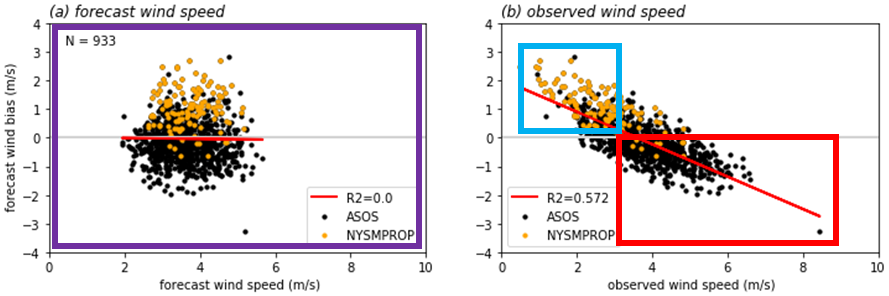 (a) forecast wind speed
N = 933
forecast wind bias (m/s)
4
3
2
1
0
−1
−2
−3
−4
R2=0.0
ASOS
NYSMPROP
0
2
4
6
8
10
forecast wind speed (m/s)
(b) observed wind speed
4
3
2
1
0
−1
−2
−3
−4
R2=0.572
ASOS
NYSMPROP
0
2
4
6
8
10
observed wind speed (m/s)